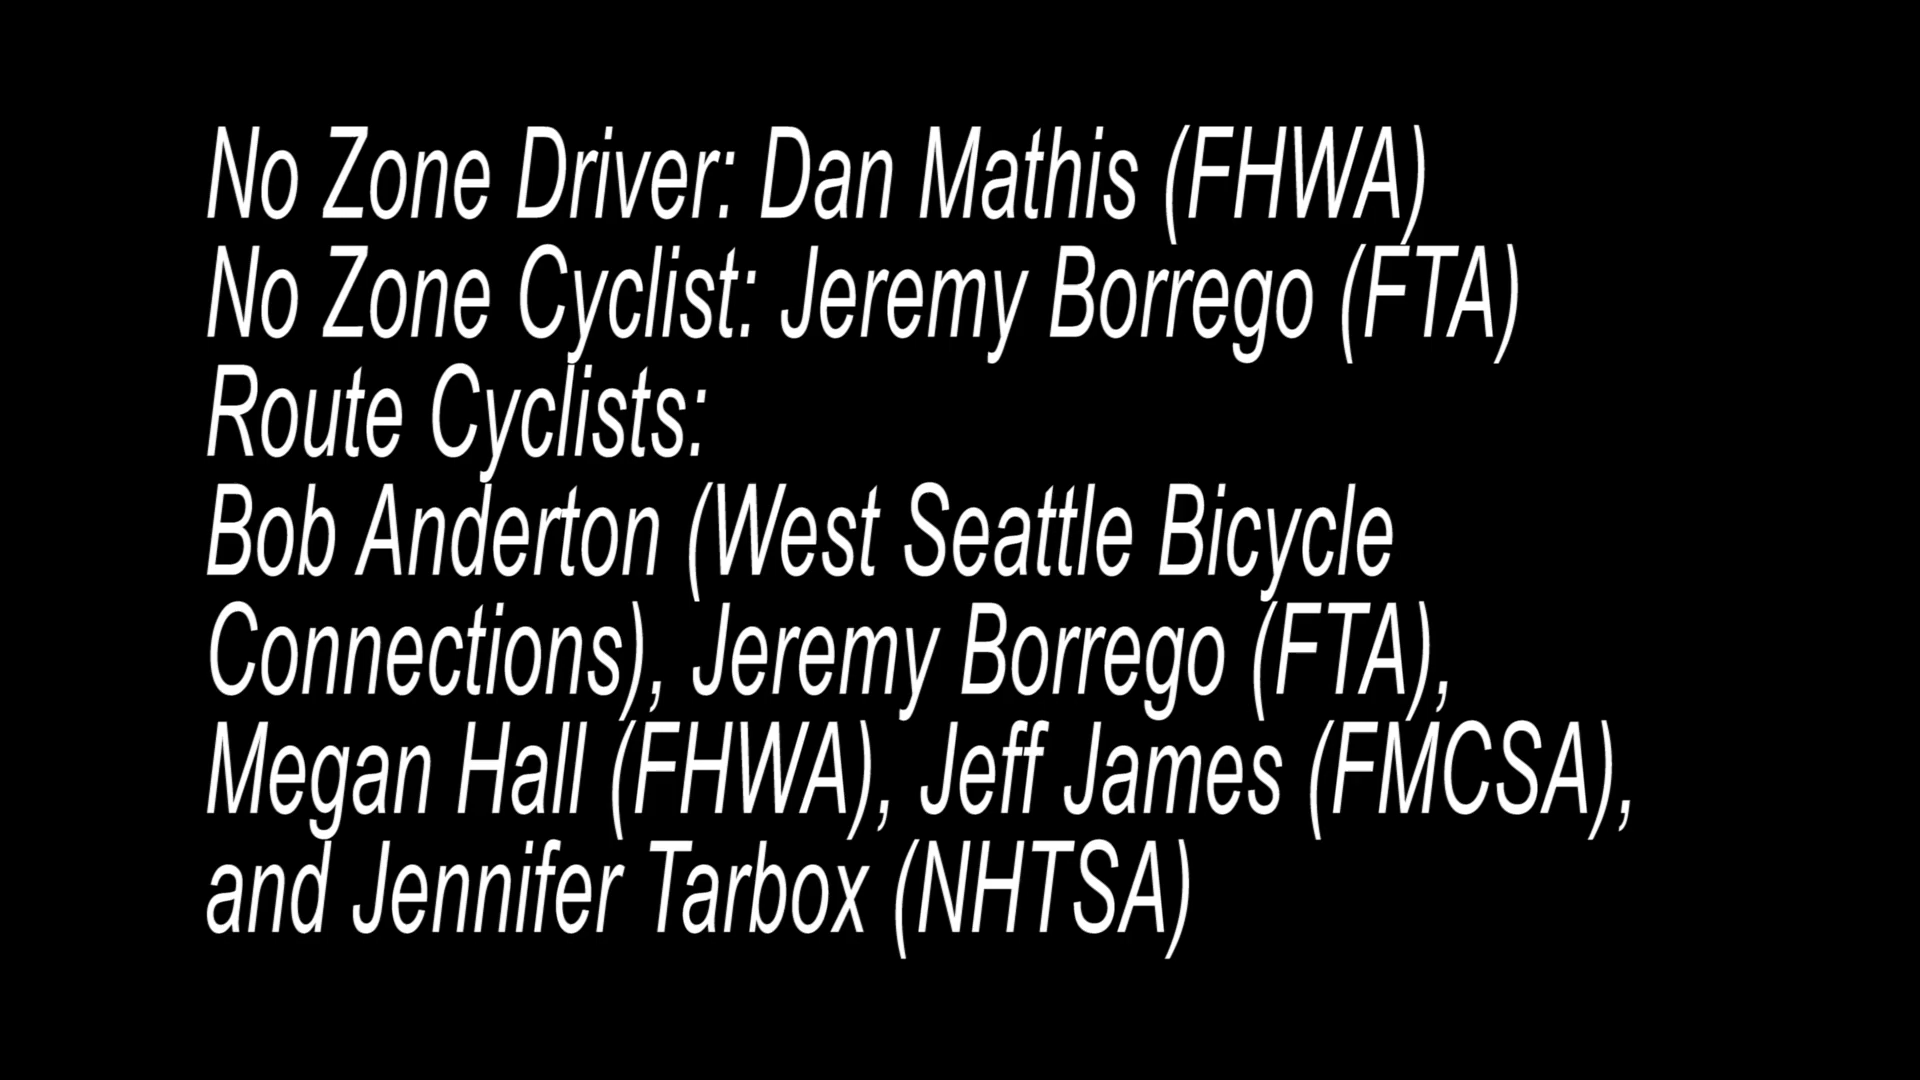 No Zone Driver: Dan Mathis (FHWA)
No Zone Cyclist: Jeremy Borrego (FTA)
Route Cyclists:
Bob Anderton (West Seattle Bicycle
Connections), Jeremy Borrego (FTA),
Megan Hall (FHWA), Jeff James (FMCSA),
and Jennifer Tarbox (NHTSA)